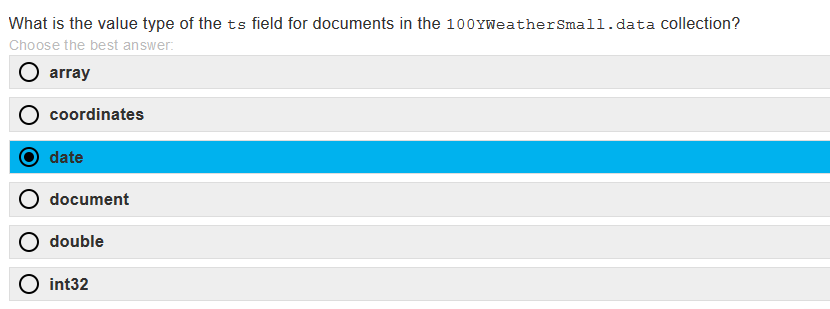 What is the value type of the ts field for documents in the 100YWeatherSmall.data collection?
Choose the best answer:
array
coordinates
date
document
double
int32